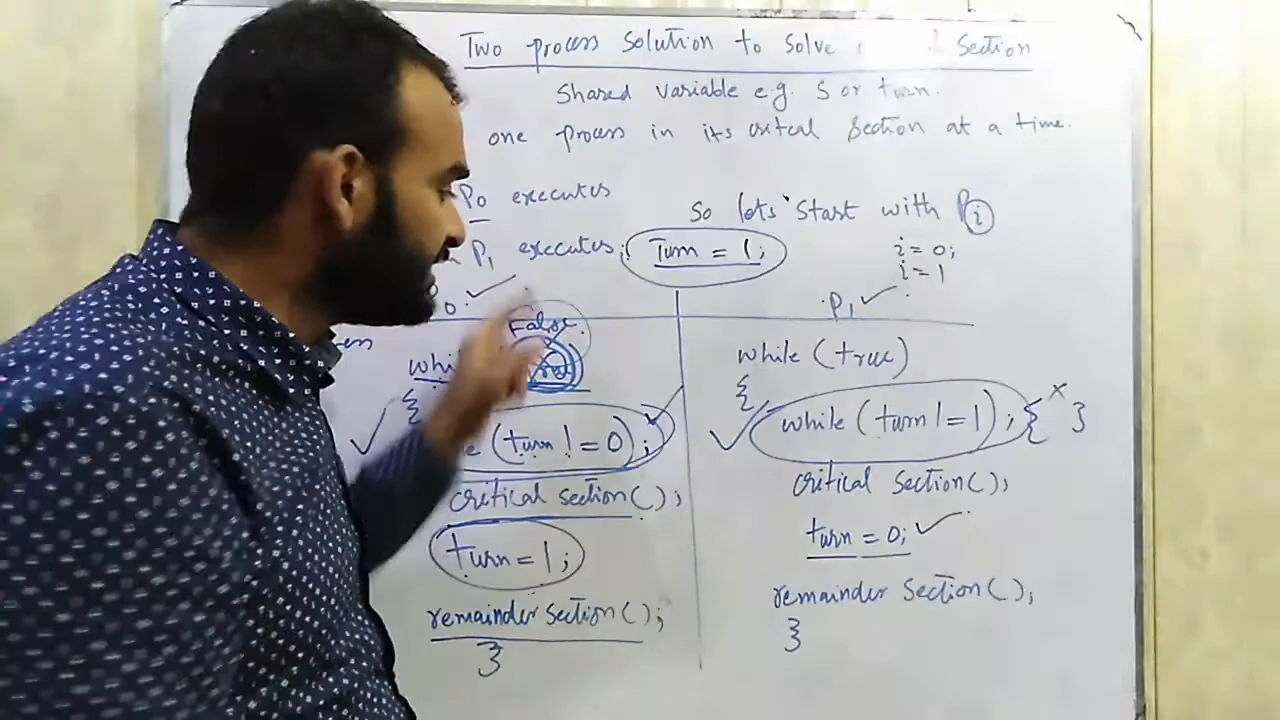 Two process Solution to Solve Section
Shared variable e.g. S or turn.
one process in its critcal Section at a time.
P0 executes
P1 executes;
So lets Start with Pi
Turn = 1;
i = 0;
i = 1
0.
P1
False
while
{
(turn != 0);
critical section();
turn = 1;
remainder section();
}
while (true)
{
while (turn != 1); { x }
critical section();
turn = 0;
remainder section();
}